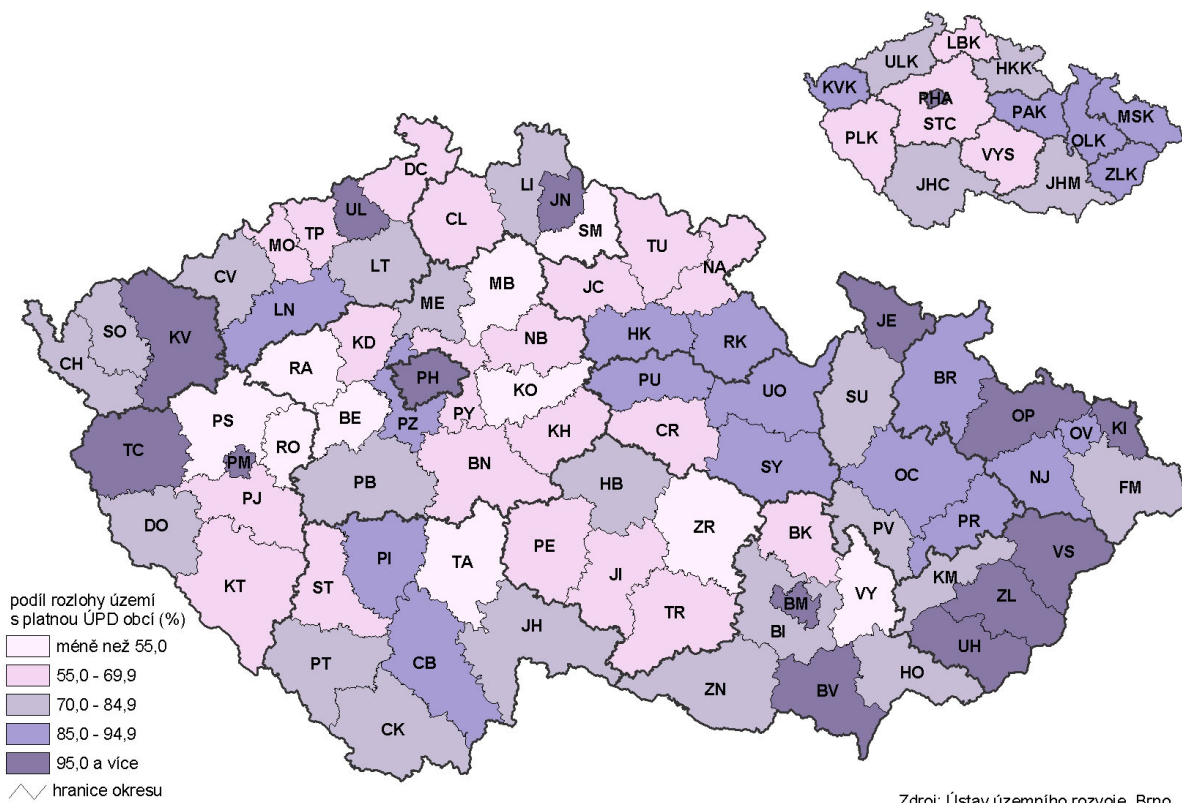 LBK
ULK
HKK
KVK
PHA
PAK
MSK
STC
OLK
PLK
VYS
ZLK
JHC
JHM
DC
LI
JN
UL
CL
SM
TP
MO
TU
NA
LT
CV
MB
JC
ME
LN
SO
KV
CH
KD
NB
HK
RK
JE
RA
PH
KO
PU
UO
SU
BR
PS
BE
PZ
PY
KH
CR
OP
KI
OV
TC
RO
PM
BN
SY
OC
NJ
FM
PJ
PB
HB
DO
ZR
BK
PV
PR
VS
PI
TA
PE
KT
ST
JI
KM
ZL
TR
BM
VY
BI
JH
UH
PT
CB
HO
ZN
BV
CK
podíl rozlohy území
s platnou ÚPD obcí (%)
méně než 55,0
55,0 - 69,9
70,0 - 84,9
85,0 - 94,9
95,0 a více
hranice okresu
Zdroj: Ústav územního rozvoje, Brno